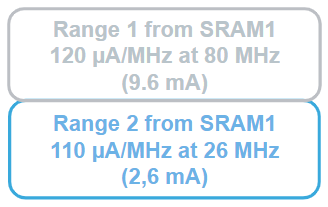 Range 1 from SRAM1
120 µA/MHz at 80 MHz
(9.6 mA)
Range 2 from SRAM1
110 µA/MHz at 26 MHz
(2,6 mA)